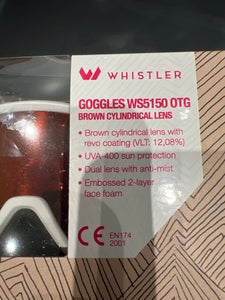 WHISTLER
GOGGLES WS5150 OTG
BROWN CYLINDRICAL LENS
• Brown cylindrical lens with
revo coating (VLT: 12,08%)
• UVA-400 sun protection
• Dual lens with anti-mist
• Embossed 2-layer
face foam
CE EN174
2001